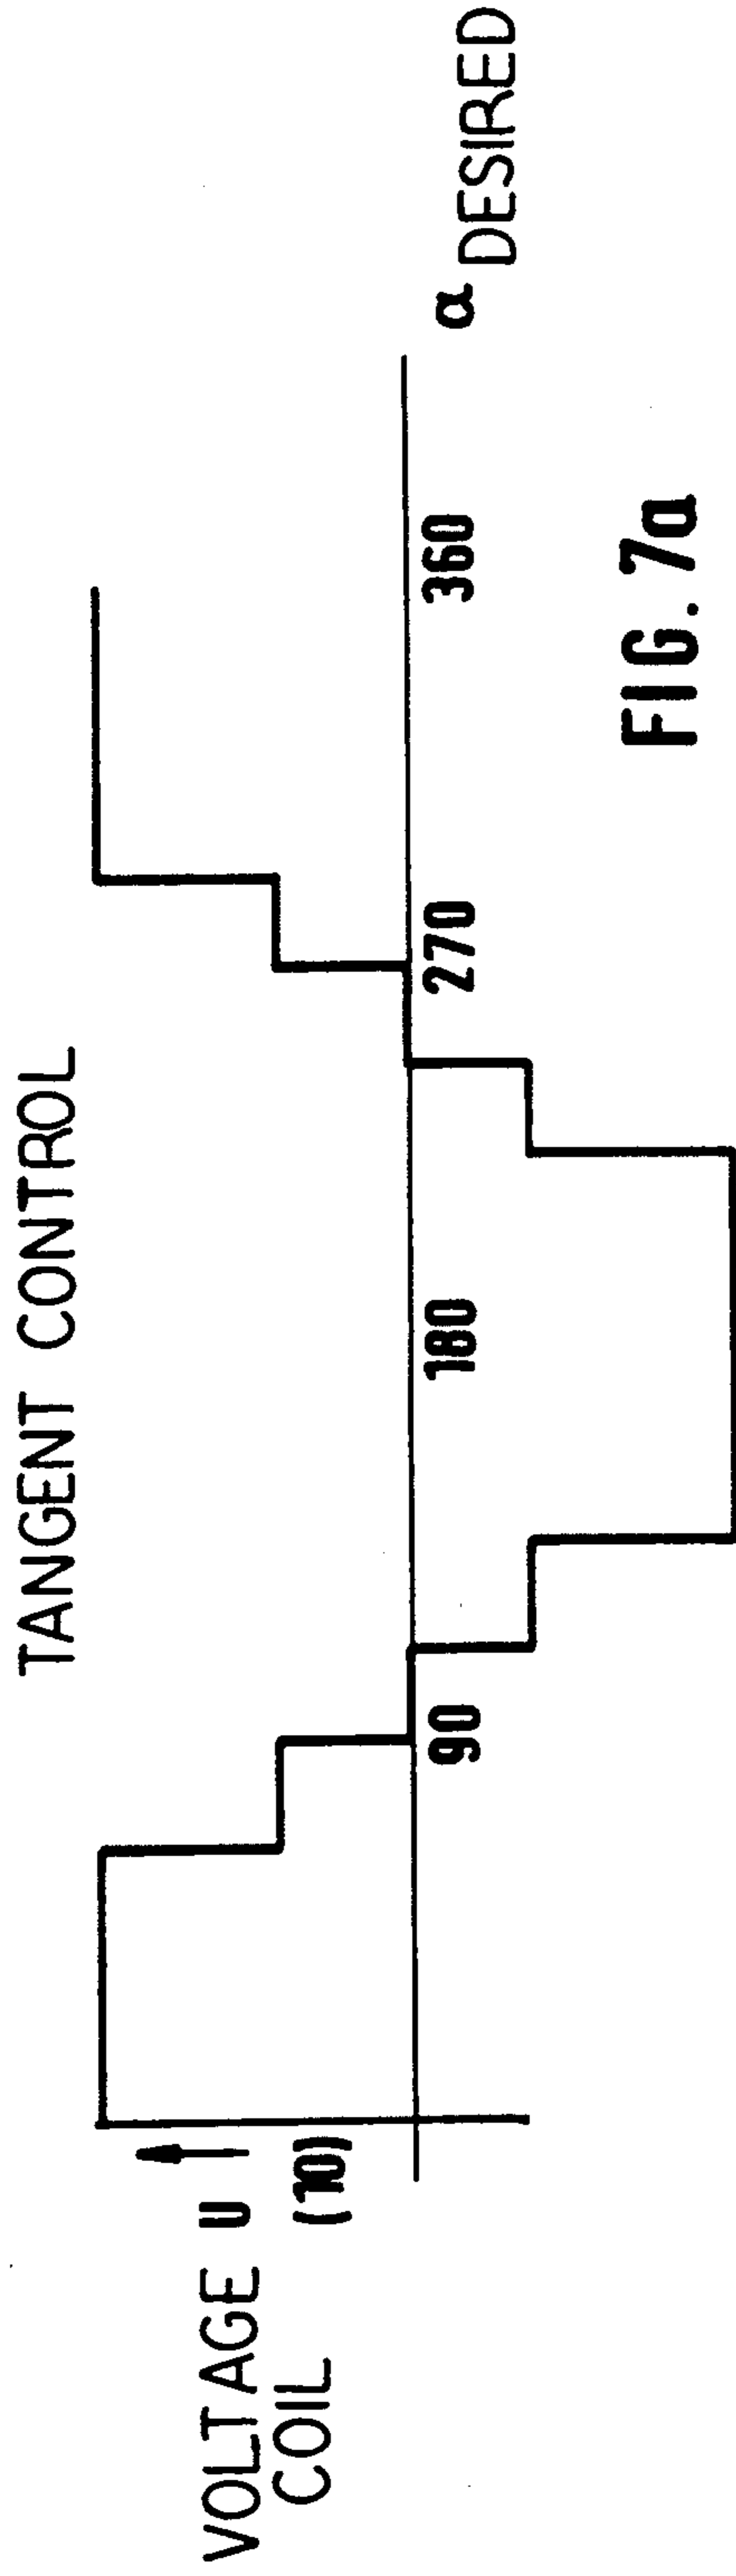 TANGENT CONTROL
VOLTAGE U
COIL (10)
90 180 270 360
α DESIRED
FIG. 7a